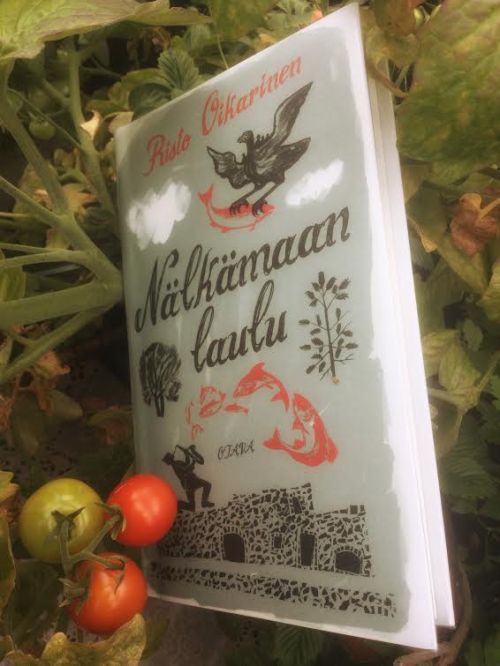 Risto Oikarinen
Nälkämaan
laulu
OTAVA